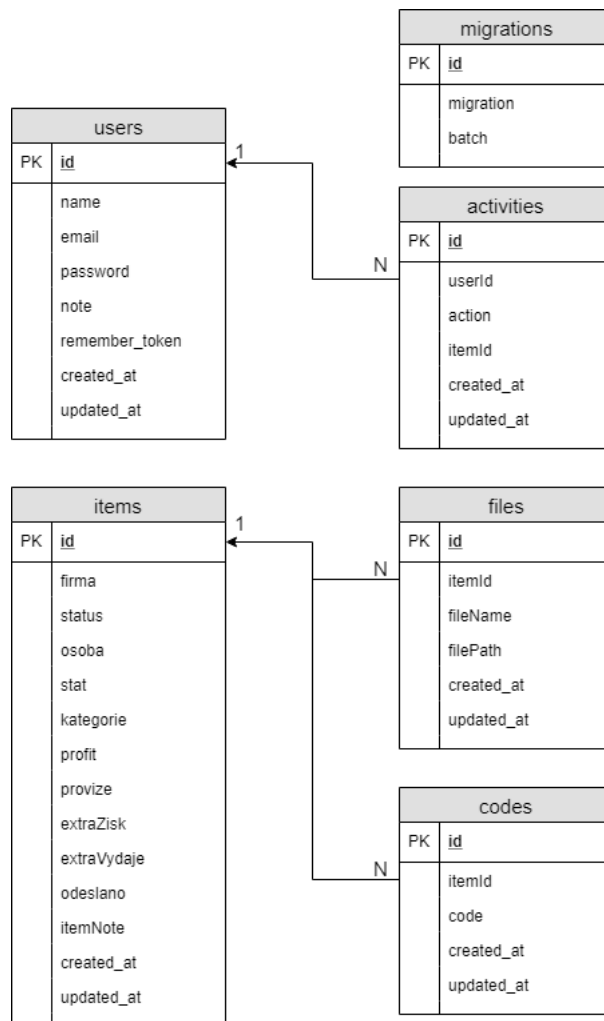 migrations
PK id
migration
batch
users
PK id
name
email
password
note
remember_token
created_at
updated_at
1
N
activities
PK id
userId
action
itemId
created_at
updated_at
items
PK id
firma
status
osoba
stat
kategorie
profit
provize
extraZisk
extraVydaje
odeslano
itemNote
created_at
updated_at
1
N
files
PK id
itemId
fileName
filePath
created_at
updated_at
N
codes
PK id
itemId
code
created_at
updated_at